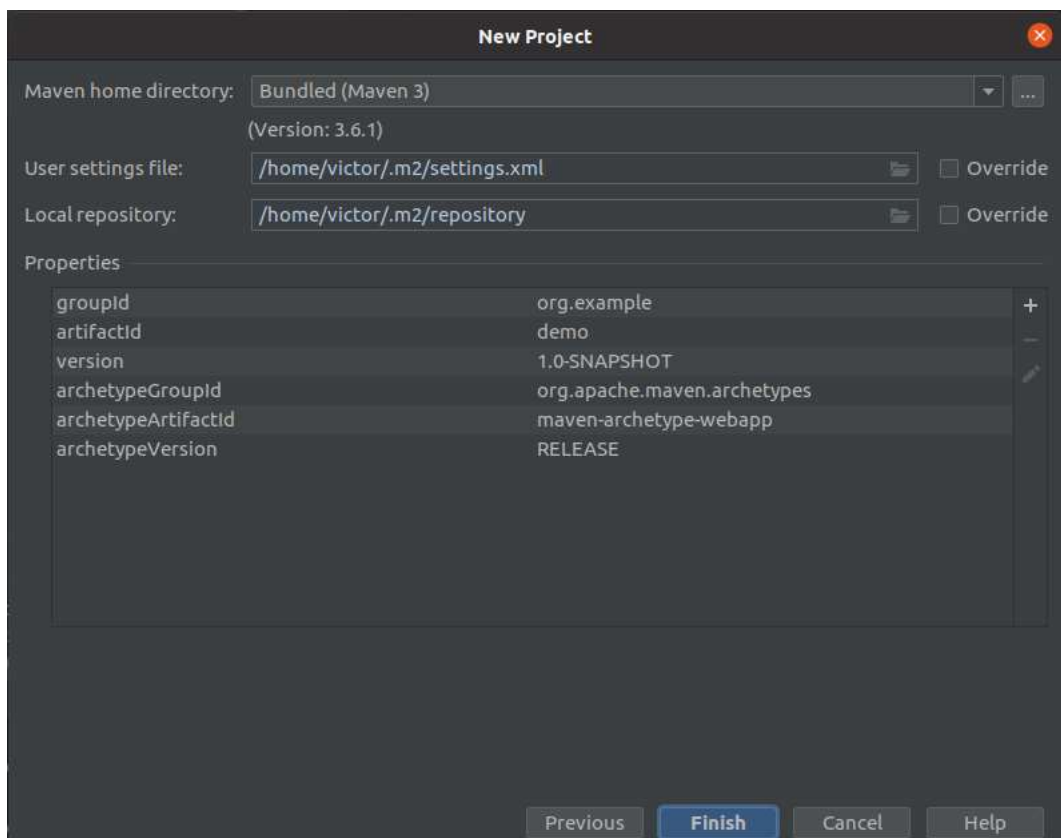 New Project
Maven home directory: Bundled (Maven 3) ...
(Version: 3.6.1)
User settings file: /home/victor/.m2/settings.xml Override
Local repository: /home/victor/.m2/repository Override
Properties
groupId org.example
artifactId demo
version 1.0-SNAPSHOT
archetypeGroupId org.apache.maven.archetypes
archetypeArtifactId maven-archetype-webapp
archetypeVersion RELEASE
Previous Finish Cancel Help